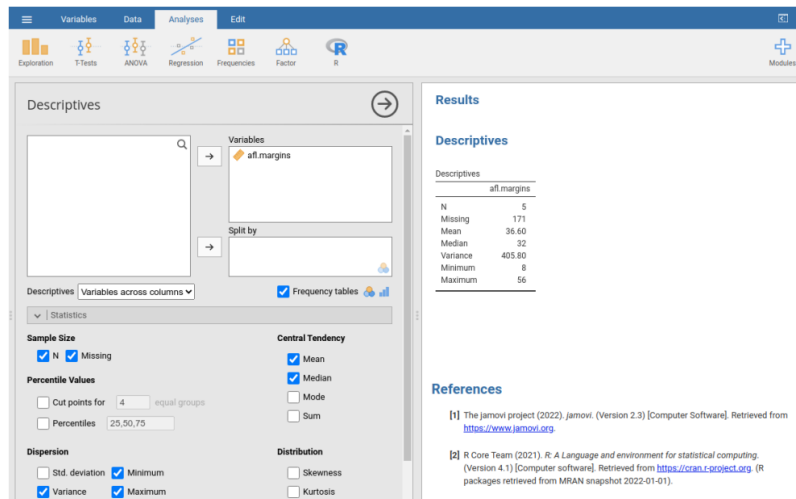 Variables Data Analyses Edit
Exploration T-Tests ANOVA Regression Frequencies Factor R Modules
Descriptives
Variables
afl.margins
Split by
Descriptives Variables across columns Frequency tables
Statistics
Sample Size
N Missing
Percentile Values
Cut points for 4 equal groups
Percentiles 25,50,75
Dispersion
Std. deviation Minimum
Variance Maximum
Central Tendency
Mean
Median
Mode
Sum
Distribution
Skewness
Kurtosis
Results
Descriptives
Descriptives
afl.margins
N 5
Missing 171
Mean 36.60
Median 32
Variance 405.80
Minimum 8
Maximum 56
References
[1] The jamovi project (2022). jamovi. (Version 2.3) [Computer Software]. Retrieved from
https://www.jamovi.org.
[2] R Core Team (2021). R: A Language and environment for statistical computing.
(Version 4.1) [Computer software]. Retrieved from https://cran.r-project.org. (R
packages retrieved from MRAN snapshot 2022-01-01).